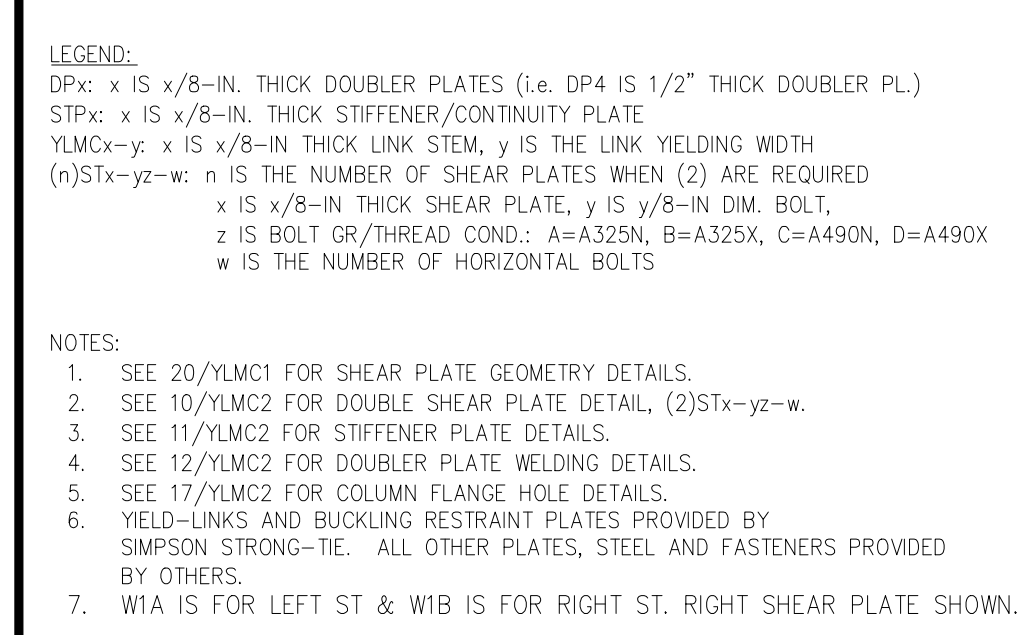 LEGEND:
DPx: x IS x/8-IN. THICK DOUBLER PLATES (i.e. DP4 IS 1/2" THICK DOUBLER PL.)
STPx: x IS x/8-IN. THICK STIFFENER/CONTINUITY PLATE
YLMCx-y: x IS x/8-IN THICK LINK STEM, y IS THE LINK YIELDING WIDTH
(n)STx-yz-w: n IS THE NUMBER OF SHEAR PLATES WHEN (2) ARE REQUIRED
x IS x/8-IN THICK SHEAR PLATE, y IS y/8-IN DIM. BOLT,
z IS BOLT GR/THREAD COND.: A=A325N, B=A325X, C=A490N, D=A490X
w IS THE NUMBER OF HORIZONTAL BOLTS
NOTES:
1. SEE 20/YLMC1 FOR SHEAR PLATE GEOMETRY DETAILS.
2. SEE 10/YLMC2 FOR DOUBLE SHEAR PLATE DETAIL, (2)STx-yz-w.
3. SEE 11/YLMC2 FOR STIFFENER PLATE DETAILS.
4. SEE 12/YLMC2 FOR DOUBLER PLATE WELDING DETAILS.
5. SEE 17/YLMC2 FOR COLUMN FLANGE HOLE DETAILS.
6. YIELD-LINKS AND BUCKLING RESTRAINT PLATES PROVIDED BY
SIMPSON STRONG-TIE. ALL OTHER PLATES, STEEL AND FASTENERS PROVIDED
BY OTHERS.
7. W1A IS FOR LEFT ST & W1B IS FOR RIGHT ST. RIGHT SHEAR PLATE SHOWN.